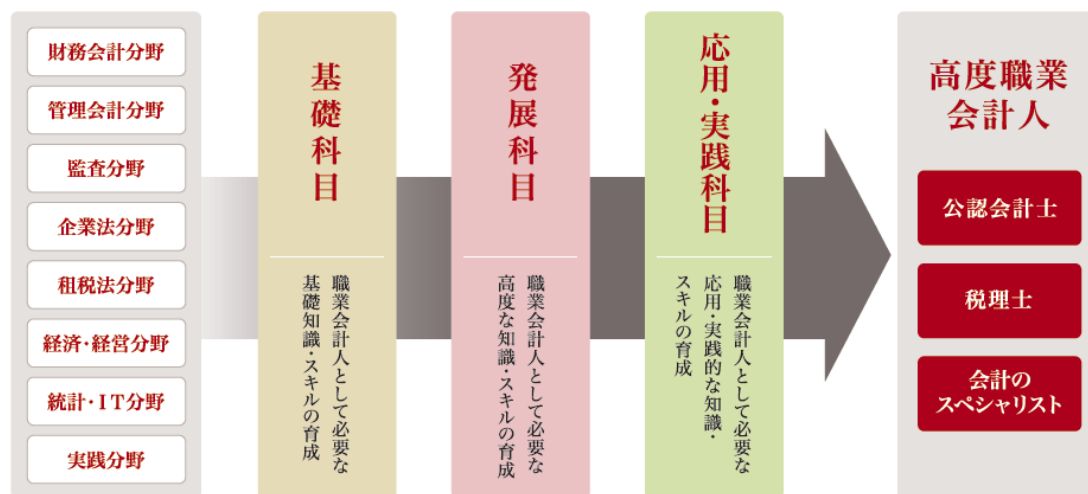 財務会計分野
管理会計分野
監査分野
企業法分野
租税法分野
経済・経営分野
統計・IT分野
実践分野
基礎科目
職業会計人として必要な
基礎知識・スキルの育成
発展科目
職業会計人として必要な
高度な知識・スキルの育成
応用・実践科目
職業会計人として必要な
応用・実践的な知識・
スキルの育成
高度職業
会計人
公認会計士
税理士
会計の
スペシャリスト